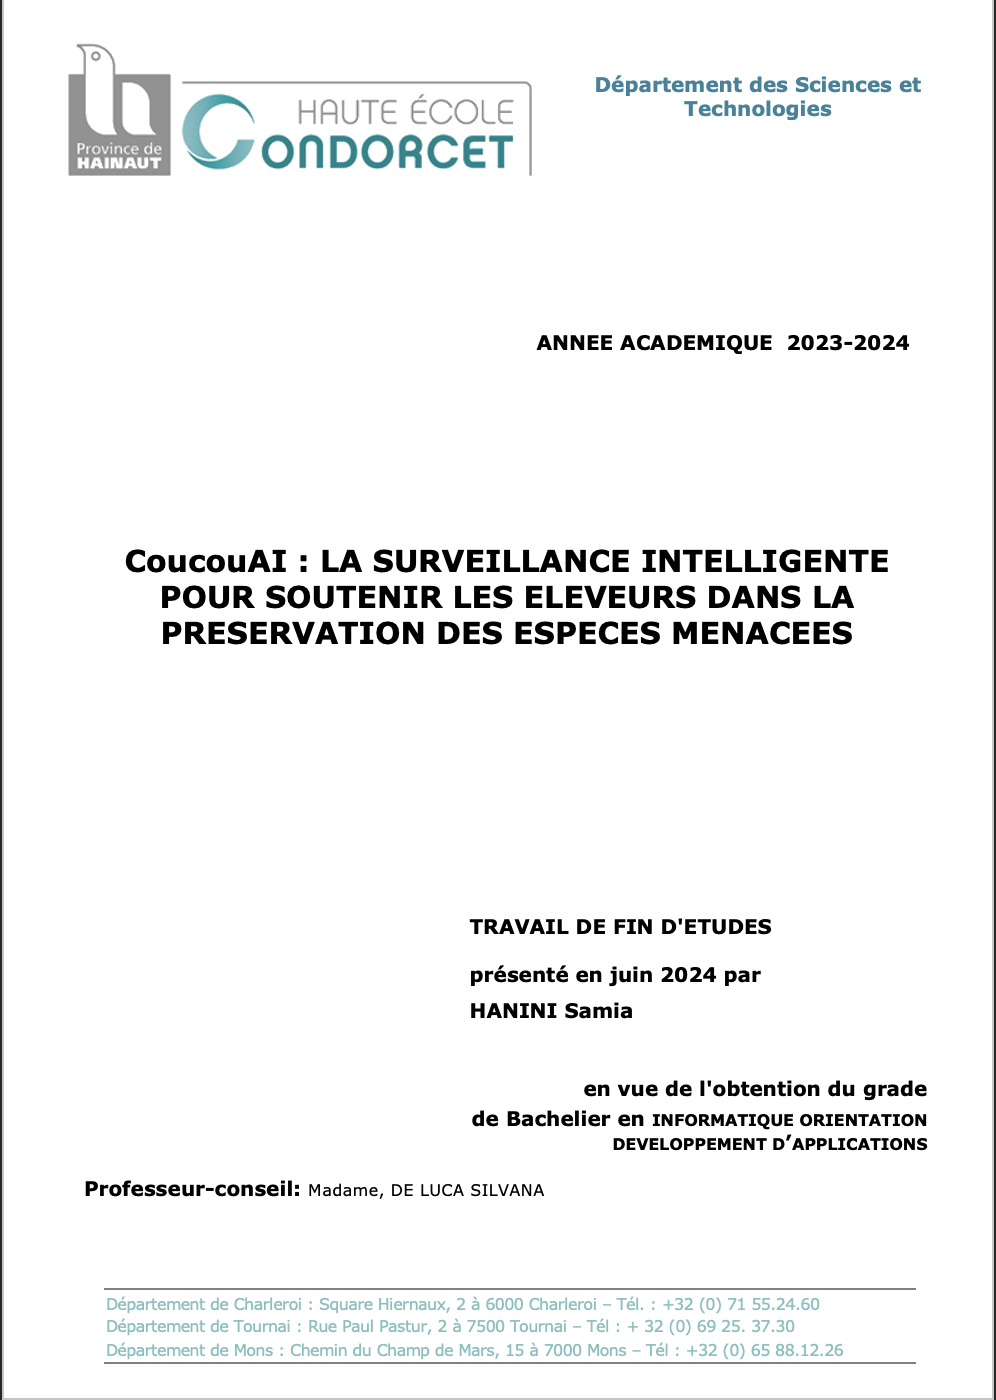 Province de
HAINAUT
HAUTE ÉCOLE
CONDORCET
Département des Sciences et
Technologies
ANNEE ACADEMIQUE 2023-2024
CoucouAI : LA SURVEILLANCE INTELLIGENTE
POUR SOUTENIR LES ELEVEURS DANS LA
PRESERVATION DES ESPECES MENACEES
TRAVAIL DE FIN D'ETUDES
présenté en juin 2024 par
HANINI Samia
en vue de l'obtention du grade
de Bachelier en INFORMATIQUE ORIENTATION
DEVELOPPEMENT D’APPLICATIONS
Professeur-conseil: Madame, DE LUCA SILVANA
Département de Charleroi : Square Hiernaux, 2 à 6000 Charleroi – Tél. : +32 (0) 71 55.24.60
Département de Tournai : Rue Paul Pastur, 2 à 7500 Tournai – Tél : + 32 (0) 69 25. 37.30
Département de Mons : Chemin du Champ de Mars, 15 à 7000 Mons – Tél : +32 (0) 65 88.12.26